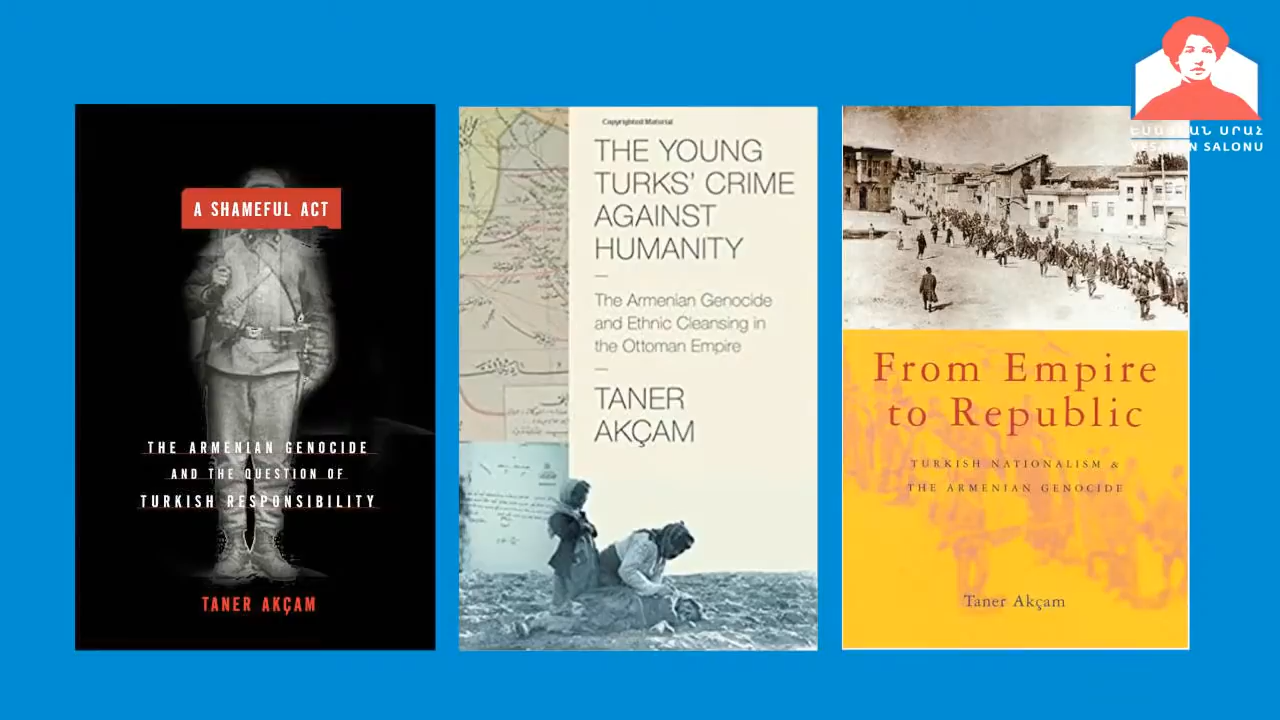 A SHAMEFUL ACT
THE ARMENIAN GENOCIDE
AND THE QUESTION OF
TURKISH RESPONSIBILITY
TANER AKÇAM
Copyrighted Material
THE YOUNG
TURKS' CRIME
AGAINST
HUMANITY
The Armenian Genocide
and Ethnic Cleansing in
the Ottoman Empire
TANER
AKÇAM
From Empire
to Republic
TURKISH NATIONALISM &
THE ARMENIAN GENOCIDE
Taner Akçam
SALONU